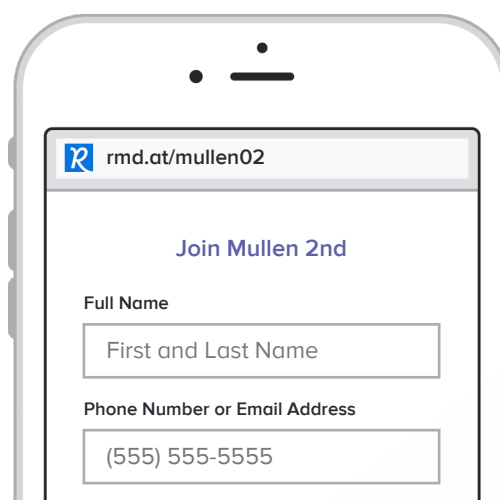 rmd.at/mullen02
Join Mullen 2nd
Full Name
First and Last Name
Phone Number or Email Address
(555) 555-5555